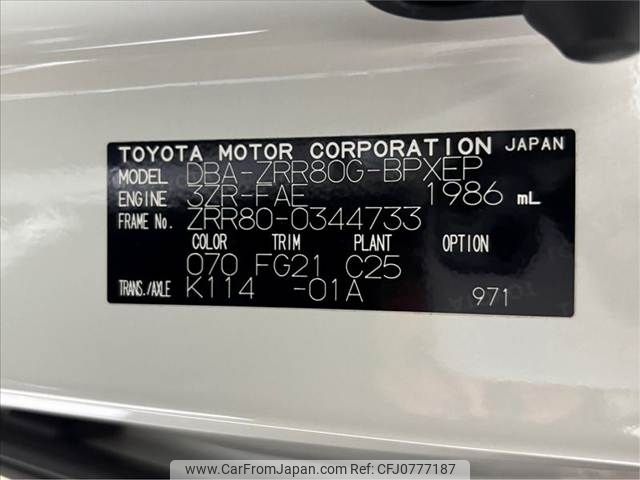 TOYOTA MOTOR CORPORATION JAPAN
MODEL DBA-ZRR80G-BPXEP
ENGINE 3ZR-FAE 1986 mL
FRAME No. ZRR80-0344733
COLOR TRIM PLANT OPTION
070 FG21 C25
TRANS./AXLE K114 -01A 971
www.CarFromJapan.com CFJ0777187